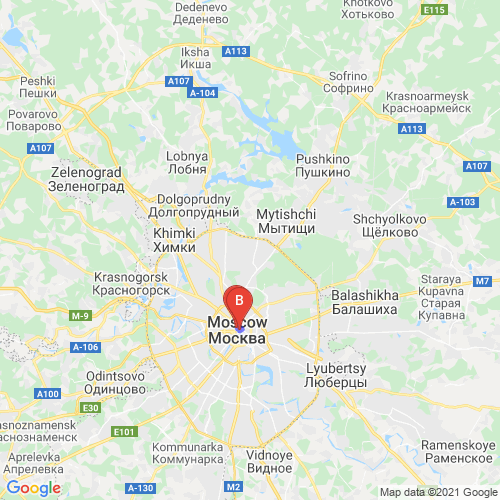 Dedenevo
Деденево
Khotkovo
Хотьково
E115
Iksha
Икша
A113
Peshki
Пешки
A107
A-104
Sofrino
Софрино
Krasnoarmeysk
Красноармейск
Povarovo
Поварово
A113
A107
Lobnya
Лобня
Pushkino
Пушкино
A107
Zelenograd
Зеленоград
Dolgoprudny
Долгопрудный
A-103
Mytishchi
Мытищи
Shchyolkovo
Щёлково
Khimki
Химки
Krasnogorsk
Красногорск
Staraya
Kupavna
Старая
Купавна
M7
Balashikha
Балашиха
B
M-9
Moscow
Москва
A-106
Lyubertsy
Люберцы
Odintsovo
Одинцово
A100
E30
asnoznamensk
аснознаменск
E101
Kommunarka
Коммунарка
Vidnoye
Видное
Ramenskoye
Раменское
Aprelevka
Апрелевка
A-130
M2
Google
Map data ©2021 Google